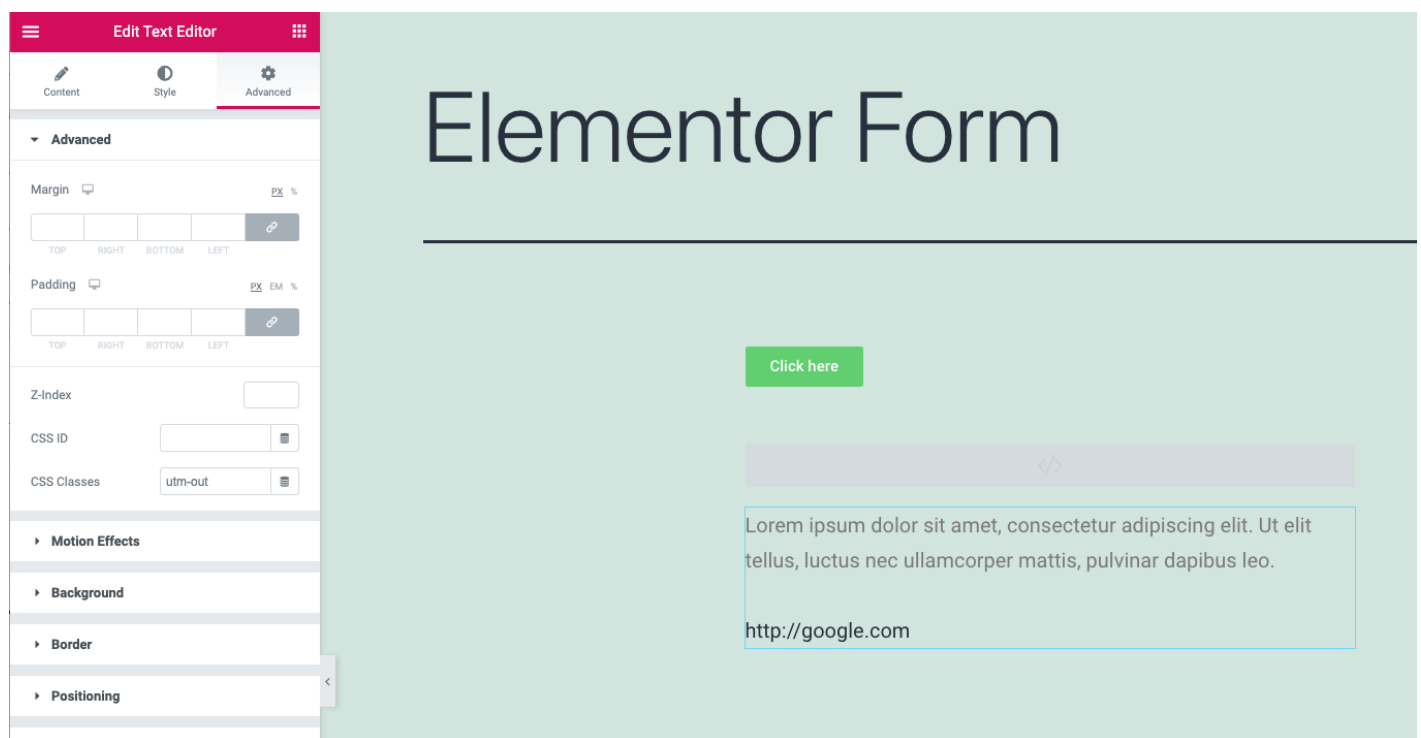 Edit Text Editor
Content Style Advanced
Advanced
Margin PX %
TOP RIGHT BOTTOM LEFT
Padding PX EM %
TOP RIGHT BOTTOM LEFT
Z-Index
CSS ID
CSS Classes utm-out
Motion Effects
Background
Border
Positioning
Elementor Form
Click here
Lorem ipsum dolor sit amet, consectetur adipiscing elit. Ut elit
tellus, luctus nec ullamcorper mattis, pulvinar dapibus leo.
http://google.com